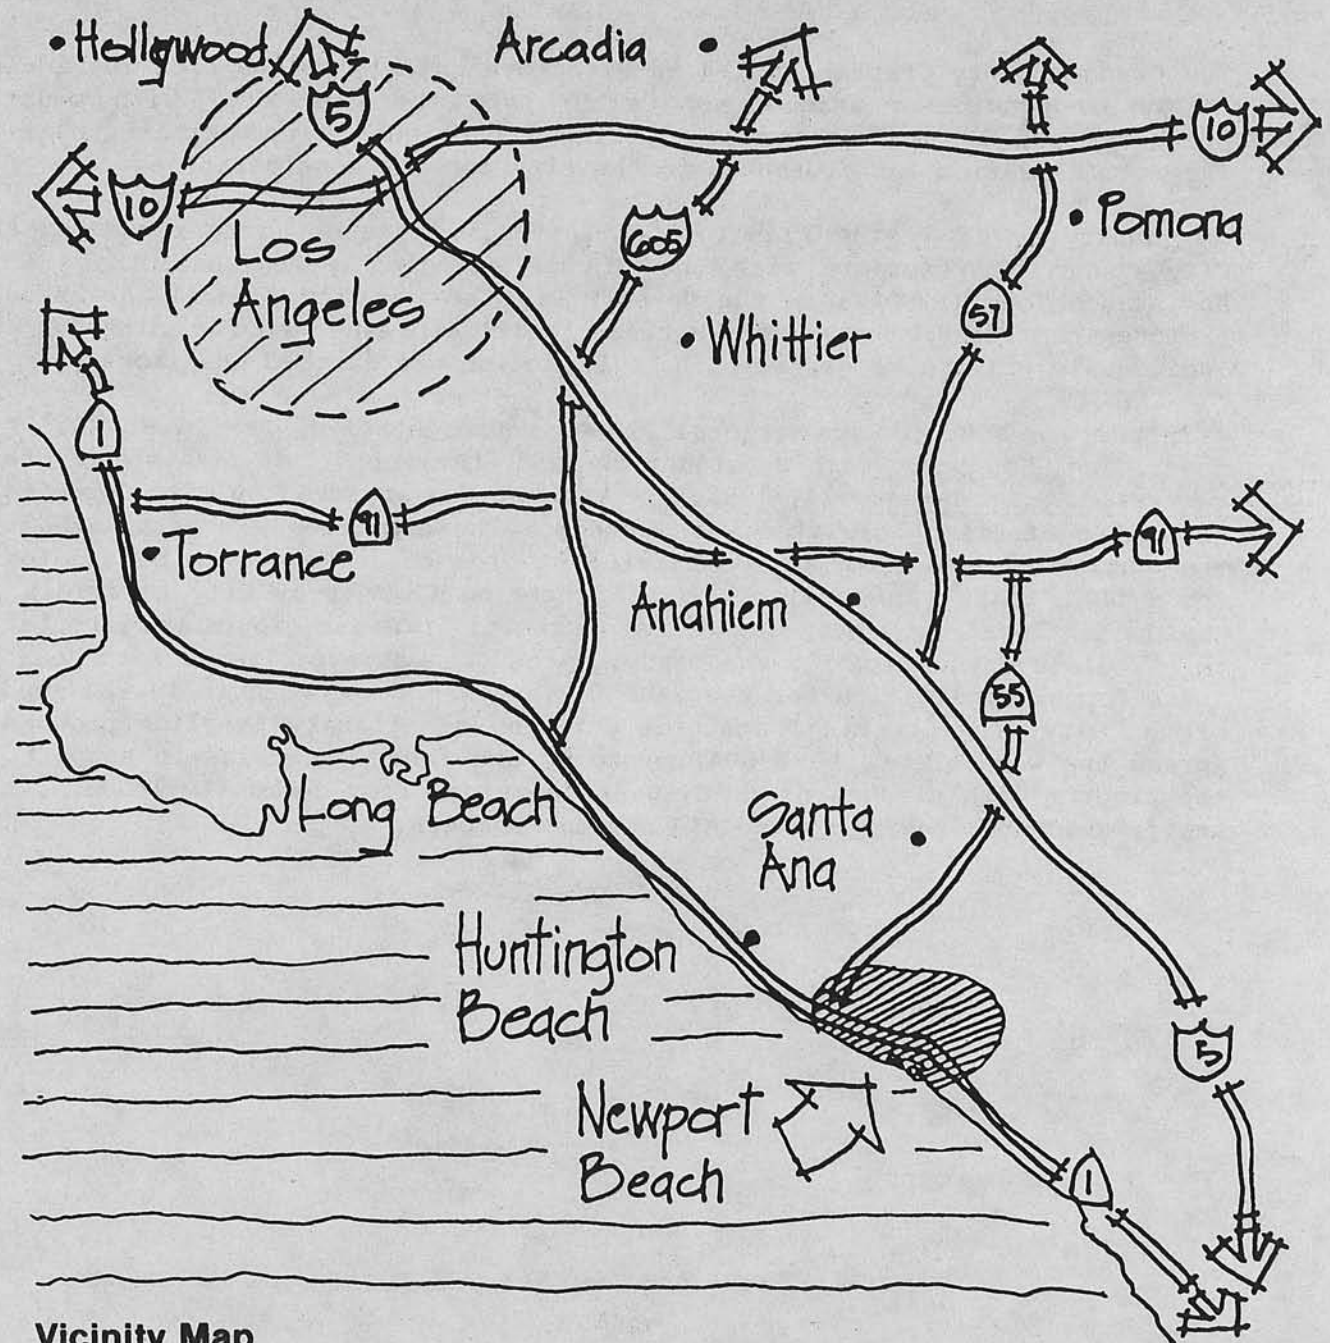 Hollywood
Arcadia
5
10
10
Los
Angeles
605
Pomona
57
Whittier
1
91
91
Torrance
Anahiem
55
Long Beach
Santa
Ana
Huntington
Beach
5
Newport
Beach
1
Vicinity Map